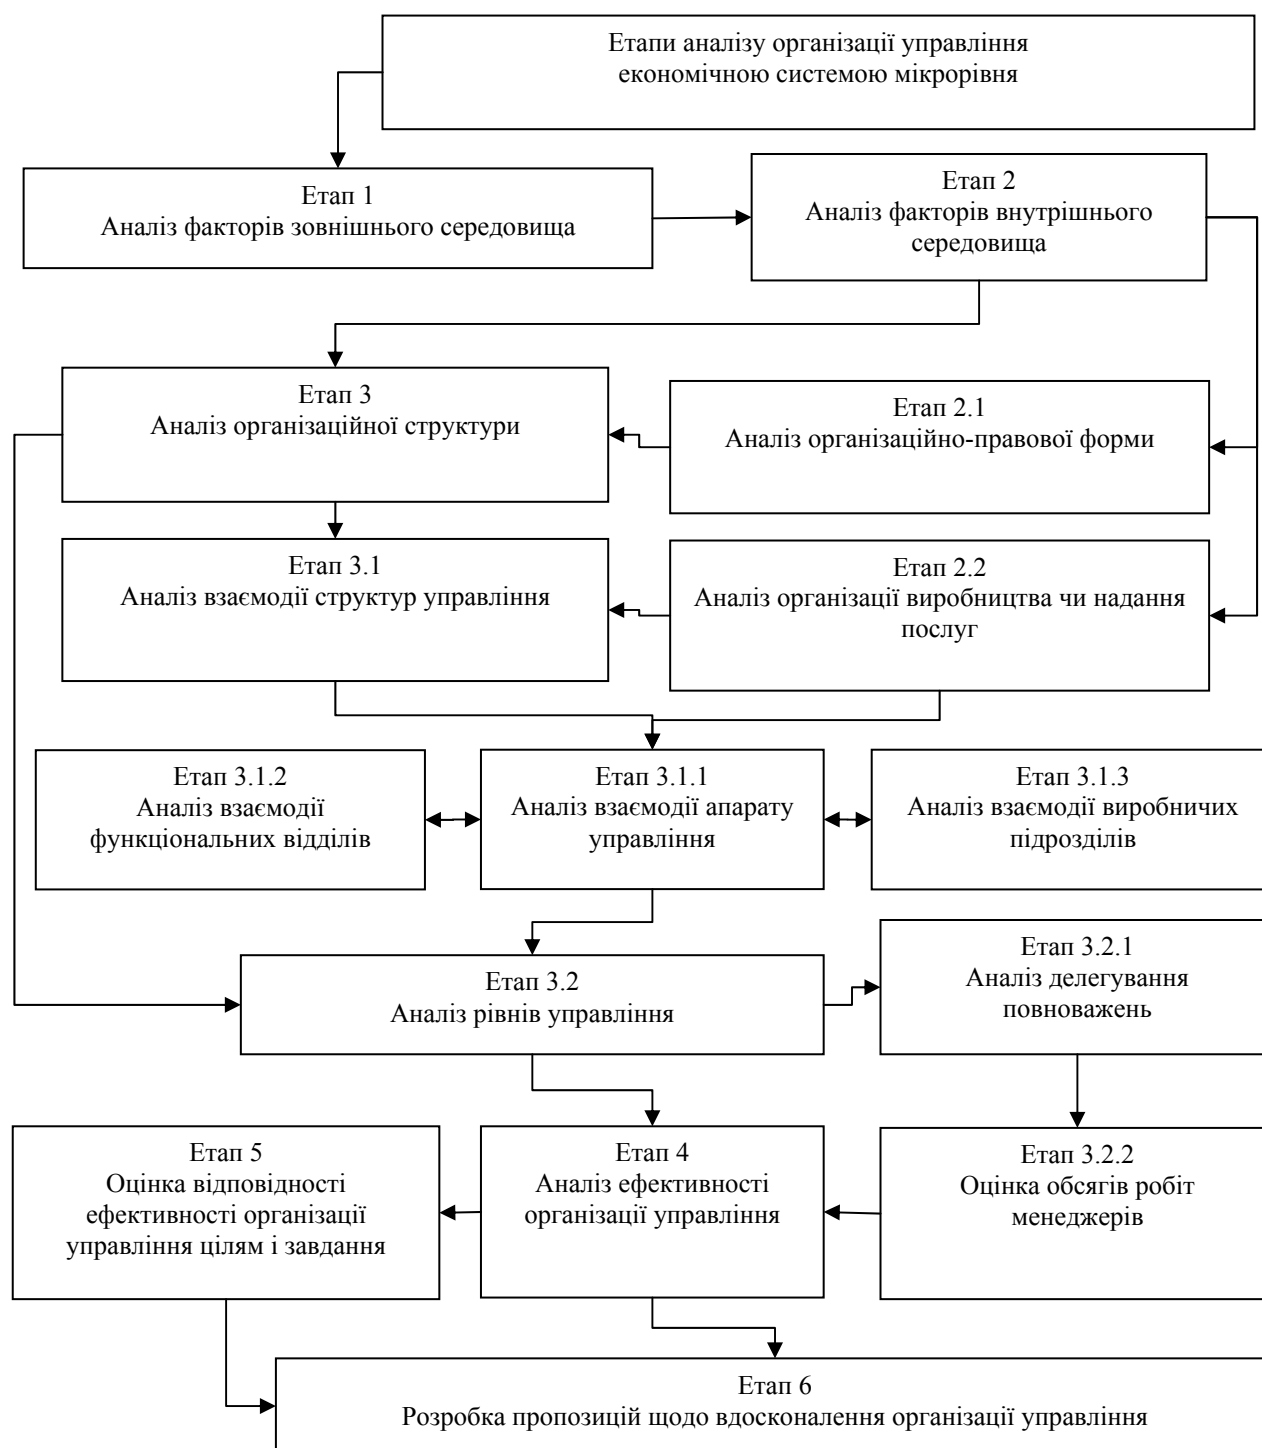 Етапи аналізу організації управління
економічною системою мікрорівня
Етап 1
Аналіз факторів зовнішнього середовища
Етап 2
Аналіз факторів внутрішнього
середовища
Етап 3
Аналіз організаційної структури
Етап 2.1
Аналіз організаційно-правової форми
Етап 3.1
Аналіз взаємодії структур управління
Етап 2.2
Аналіз організації виробництва чи надання
послуг
Етап 3.1.2
Аналіз взаємодії
функціональних відділів
Етап 3.1.1
Аналіз взаємодії апарату
управління
Етап 3.1.3
Аналіз взаємодії виробничих
підрозділів
Етап 3.2
Аналіз рівнів управління
Етап 3.2.1
Аналіз делегування
повноважень
Етап 5
Оцінка відповідності
ефективності організації
управління цілям і завдання
Етап 4
Аналіз ефективності
організації управління
Етап 3.2.2
Оцінка обсягів робіт
менеджерів
Етап 6
Розробка пропозицій щодо вдосконалення організації управління